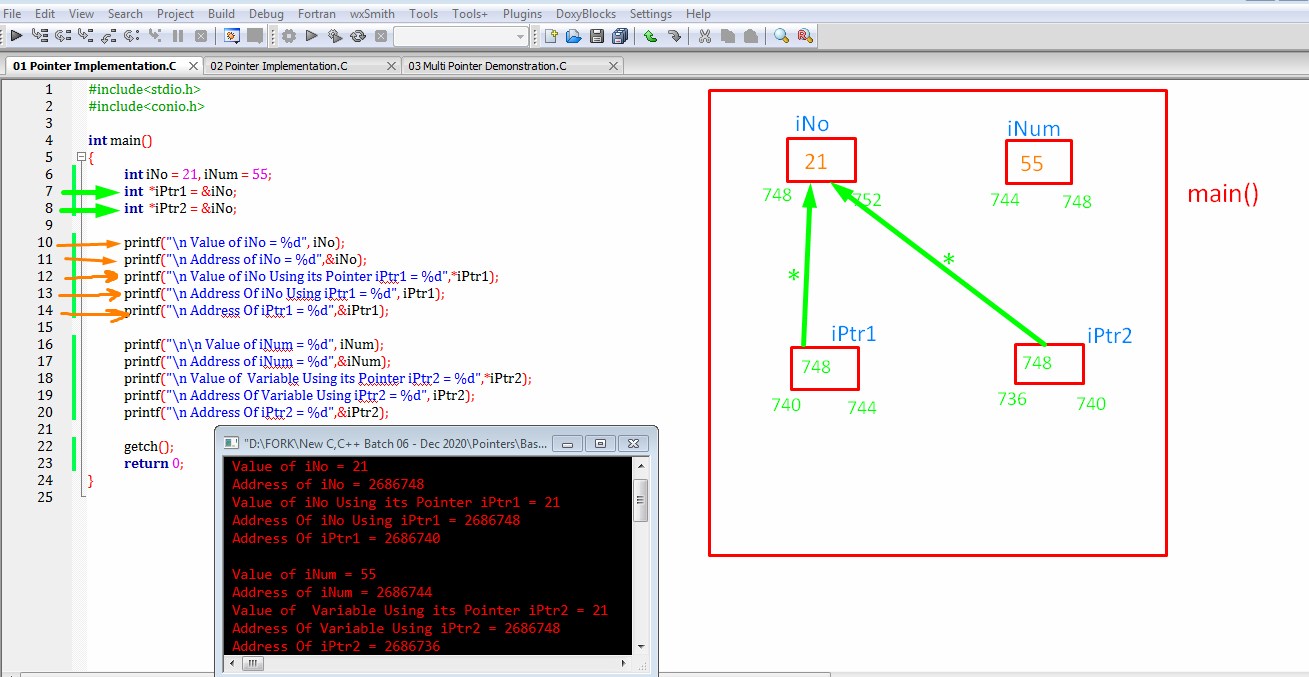 File Edit View Search Project Build Debug Fortran wxSmith Tools Tools+ Plugins DoxyBlocks Settings Help
01 Pointer Implementation.C 02 Pointer Implementation.C 03 Multi Pointer Demonstration.C
1 #include<stdio.h>
2 #include<conio.h>
3
4 int main()
5 {
6 int iNo = 21, iNum = 55;
7 int *iPtr1 = &iNo;
8 int *iPtr2 = &iNo;
9
10 printf("\n Value of iNo = %d", iNo);
11 printf("\n Address of iNo = %d",&iNo);
12 printf("\n Value of iNo Using its Pointer iPtr1 = %d",*iPtr1);
13 printf("\n Address Of iNo Using iPtr1 = %d", iPtr1);
14 printf("\n Address Of iPtr1 = %d",&iPtr1);
15
16 printf("\n\n Value of iNum = %d", iNum);
17 printf("\n Address of iNum = %d",&iNum);
18 printf("\n Value of  Variable Using its Pointer iPtr2 = %d",*iPtr2);
19 printf("\n Address Of Variable Using iPtr2 = %d", iPtr2);
20 printf("\n Address Of iPtr2 = %d",&iPtr2);
21
22 getch();
23 return 0;
24 }
25
"D:\FORK\New C,C++ Batch 06 - Dec 2020\Pointers\Bas...
Value of iNo = 21
Address of iNo = 2686748
Value of iNo Using its Pointer iPtr1 = 21
Address Of iNo Using iPtr1 = 2686748
Address Of iPtr1 = 2686740
Value of iNum = 55
Address of iNum = 2686744
Value of  Variable Using its Pointer iPtr2 = 21
Address Of Variable Using iPtr2 = 2686748
Address Of iPtr2 = 2686736
iNo iNum
21 55
748 752 744 748
main()
* *
iPtr1 iPtr2
748 748
740 744 736 740